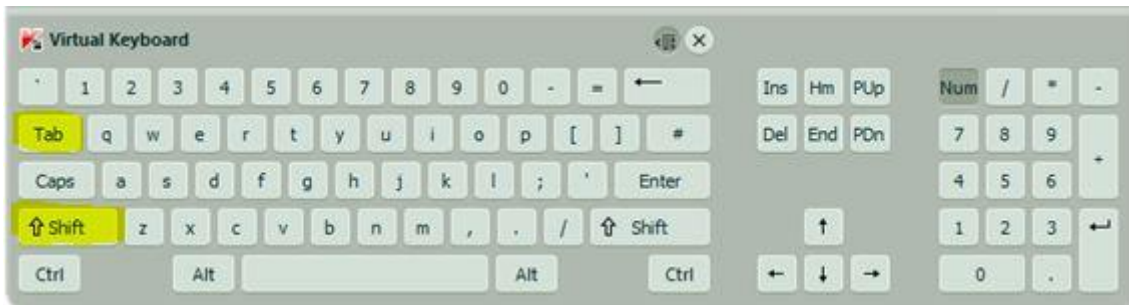 Virtual Keyboard
` 1 2 3 4 5 6 7 8 9 0 - = ← Ins Hm PUp Num / * -
Tab q w e r t y u i o p [ ] # Del End PDn 7 8 9 +
Caps a s d f g h j k l ; ' Enter 4 5 6
⇧ Shift z x c v b n m , . / ⇧ Shift ↑ 1 2 3 ↵
Ctrl Alt Alt Ctrl ← ↓ → 0 .